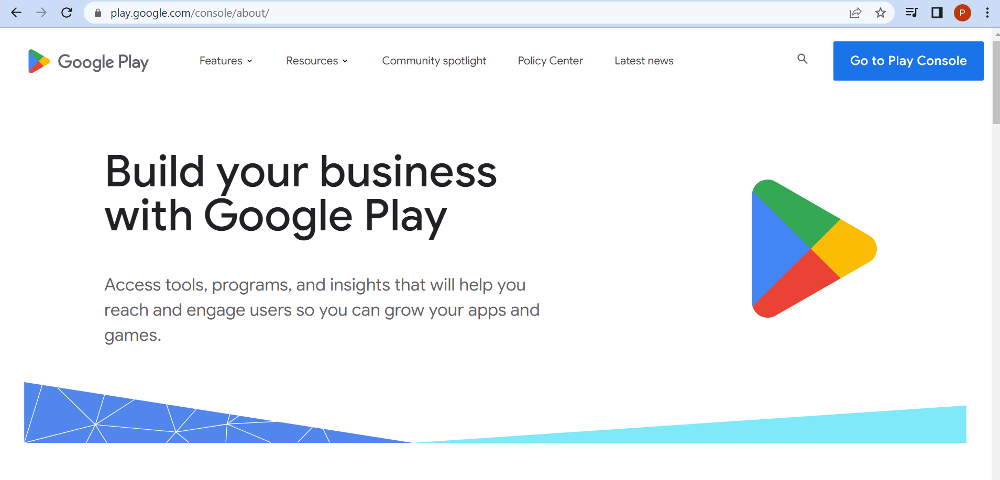 play.google.com/console/about/
P
Google Play
Features
Resources
Community spotlight
Policy Center
Latest news
Go to Play Console
Build your business
with Google Play
Access tools, programs, and insights that will help you
reach and engage users so you can grow your apps and
games.